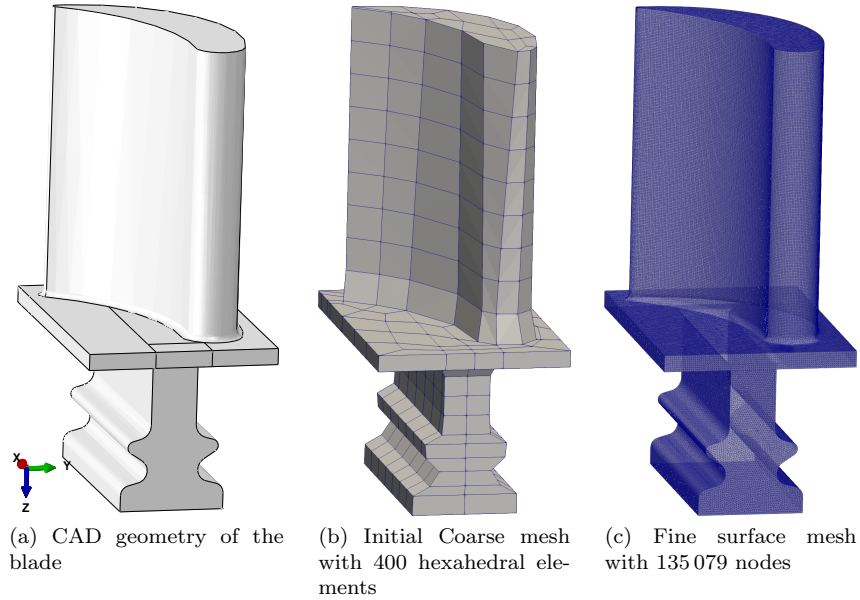 X
Y
Z
(a) CAD geometry of the
blade
(b) Initial Coarse mesh
with 400 hexahedral ele-
ments
(c) Fine surface mesh
with 135 079 nodes